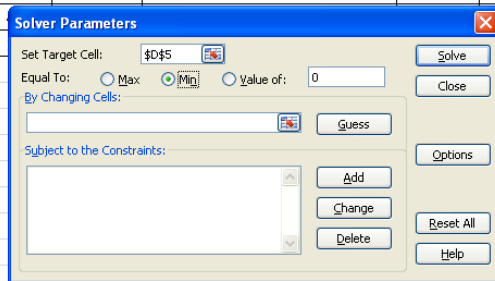 Solver Parameters
Set Target Cell: $D$5 Solve
Equal To: Max Min Value of: 0 Close
By Changing Cells:
Guess
Subject to the Constraints: Options
Add
Change Reset All
Delete Help